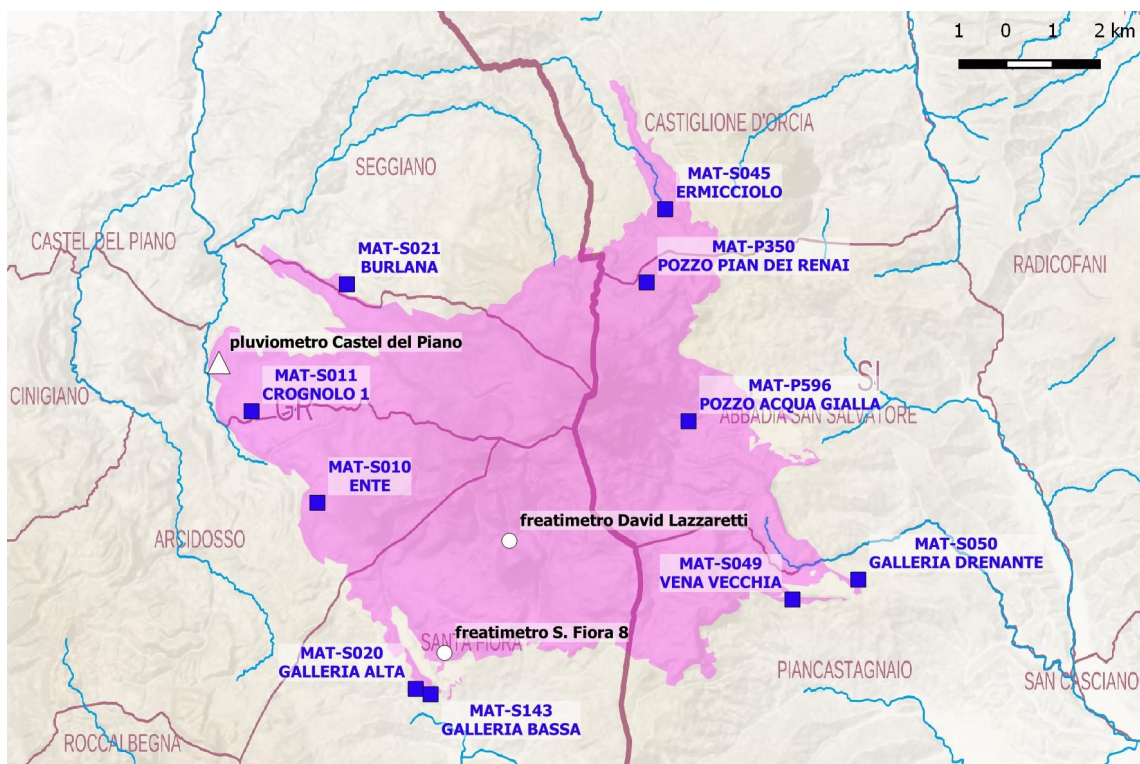 1 0 1 2 km
CASTIGLIONE D'ORCIA
SEGGIANO
MAT-S045
ERMICCIOLO
CASTEL DEL PIANO
MAT-S021
BURLANA
MAT-P350
POZZO PIAN DEI RENAI
RADICOFANI
pluviometro Castel del Piano
MAT-S011
CROGNOLO 1
CINIGIANO
GR
SI
MAT-P596
POZZO ACQUA GIALLA
ABBADIA SAN SALVATORE
MAT-S010
ENTE
ARCIDOSSO
freatimetro David Lazzaretti
MAT-S050
GALLERIA DRENANTE
MAT-S049
VENA VECCHIA
freatimetro S. Fiora 8
SANTA FIORA
MAT-S020
GALLERIA ALTA
PIANCASTAGNAIO
SAN CASCIANO
MAT-S143
GALLERIA BASSA
ROCCALBEGNA